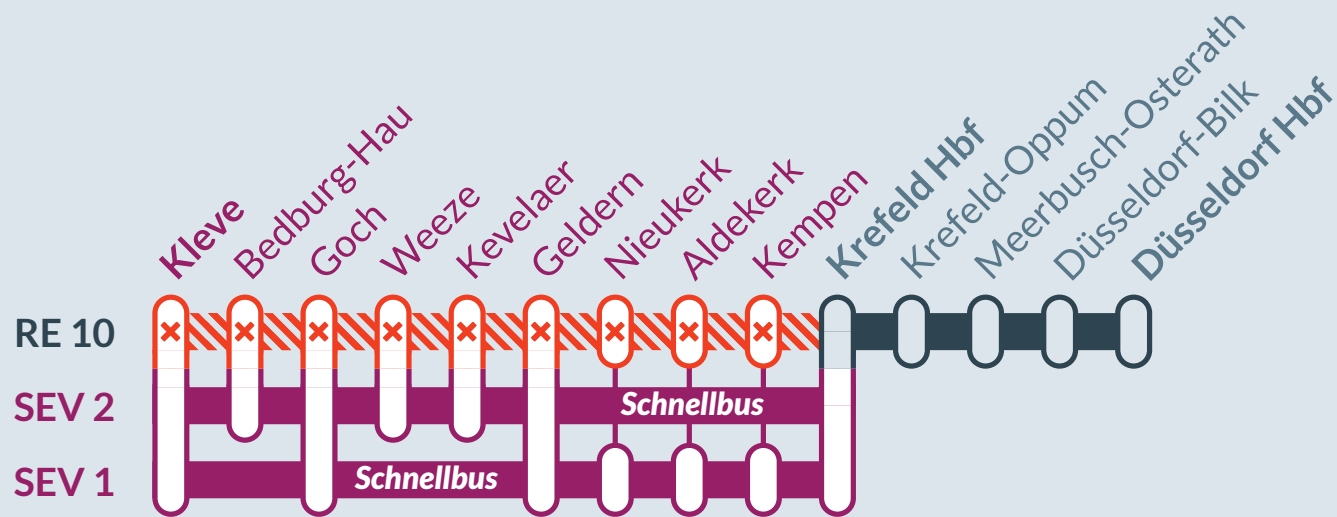 Kleve
Bedburg-Hau
Goch
Weeze
Kevelaer
Geldern
Nieukerk
Aldekerk
Kempen
Krefeld Hbf
Krefeld-Oppum
Meerbusch-Osterath
Düsseldorf-Bilk
Düsseldorf Hbf
RE 10
SEV 2
Schnellbus
SEV 1
Schnellbus